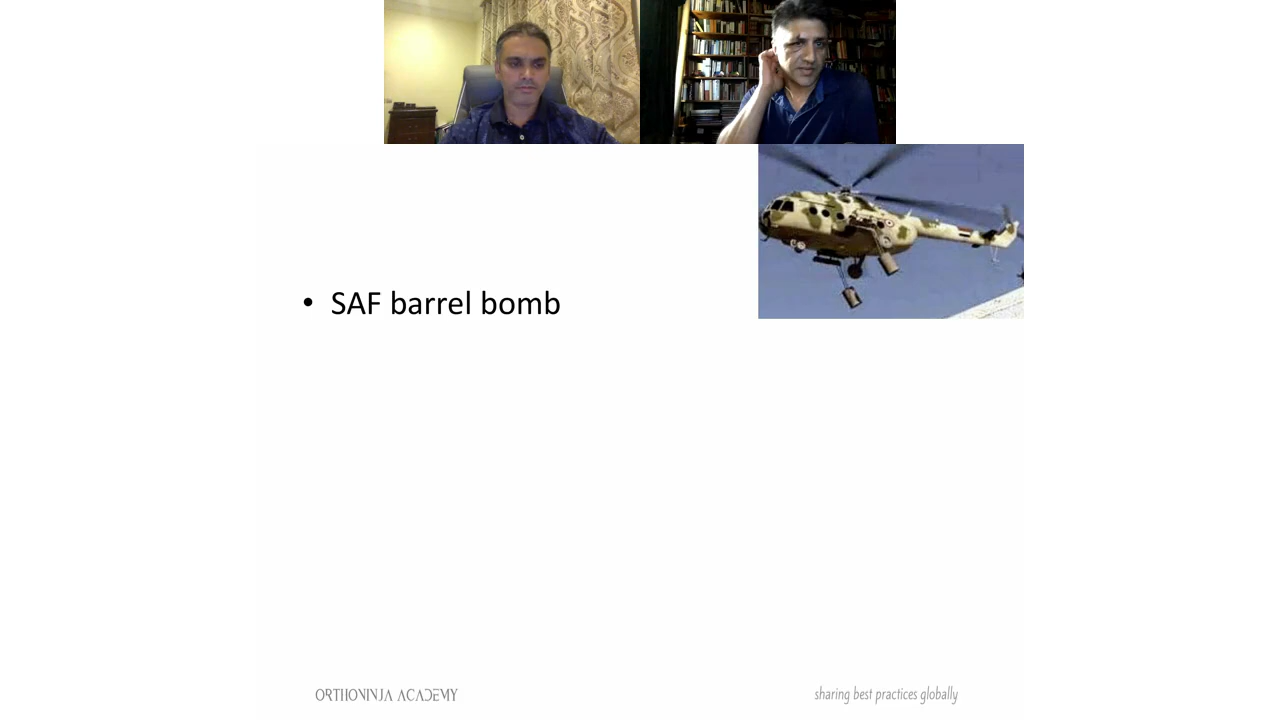 • SAF barrel bomb
ORTHONINJA ACADEMY
sharing best practices globally